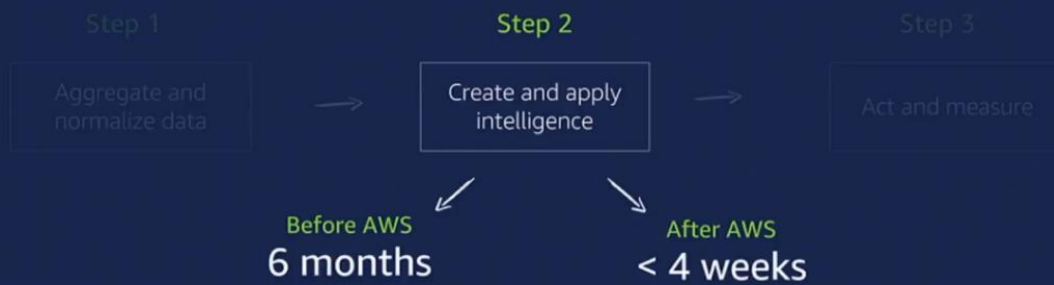 Step 1
Step 2
Step 3
Aggregate and
normalize data
Create and apply
intelligence
Act and measure
Before AWS
6 months
After AWS
< 4 weeks